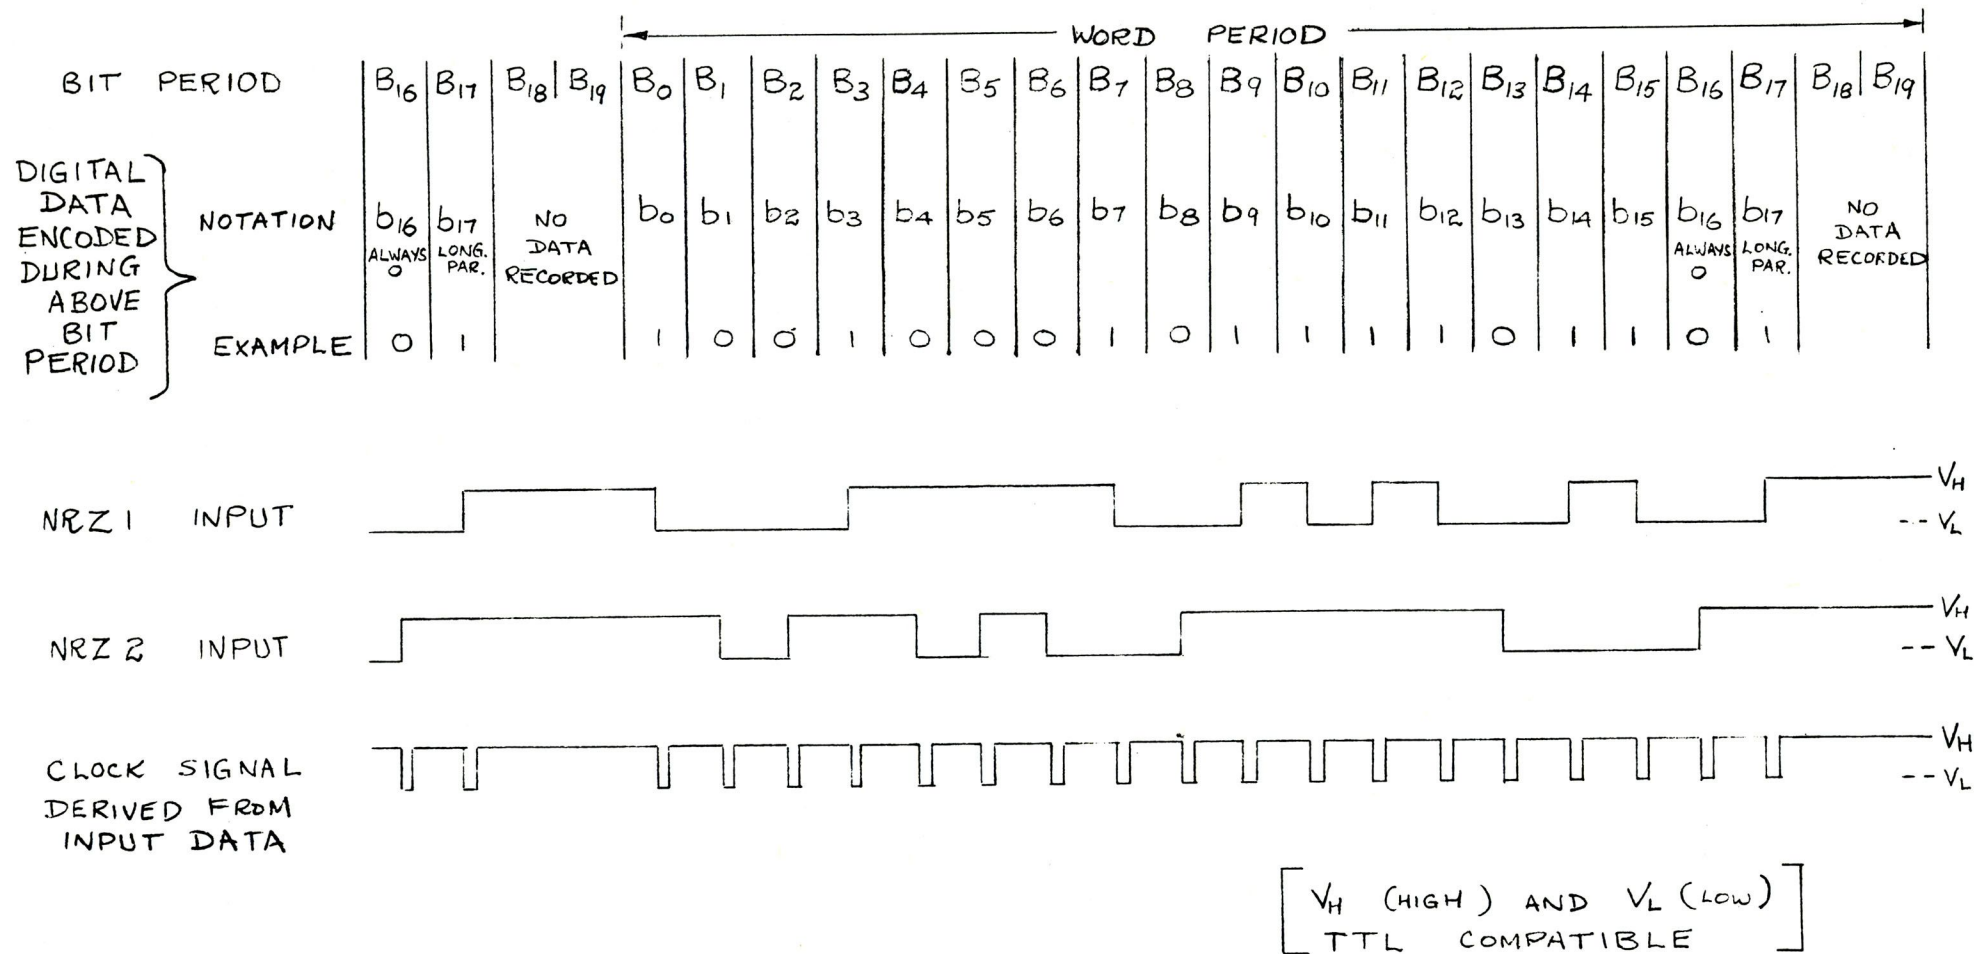 WORD PERIOD
BIT PERIOD B16 B17 B18 B19 B0 B1 B2 B3 B4 B5 B6 B7 B8 B9 B10 B11 B12 B13 B14 B15 B16 B17 B18 B19
DIGITAL
DATA
ENCODED
DURING
ABOVE
BIT
PERIOD
NOTATION b16 b17 NO b0 b1 b2 b3 b4 b5 b6 b7 b8 b9 b10 b11 b12 b13 b14 b15 b16 b17 NO
ALWAYS LONG. DATA ALWAYS LONG. DATA
0 PAR. RECORDED 0 PAR. RECORDED
EXAMPLE 0 1 1 0 0 1 0 0 0 1 0 1 1 1 1 0 1 1 0 1
NRZ 1 INPUT VH
VL
NRZ 2 INPUT VH
VL
CLOCK SIGNAL VH
DERIVED FROM VL
INPUT DATA
[VH (HIGH) AND VL (LOW)
TTL COMPATIBLE]